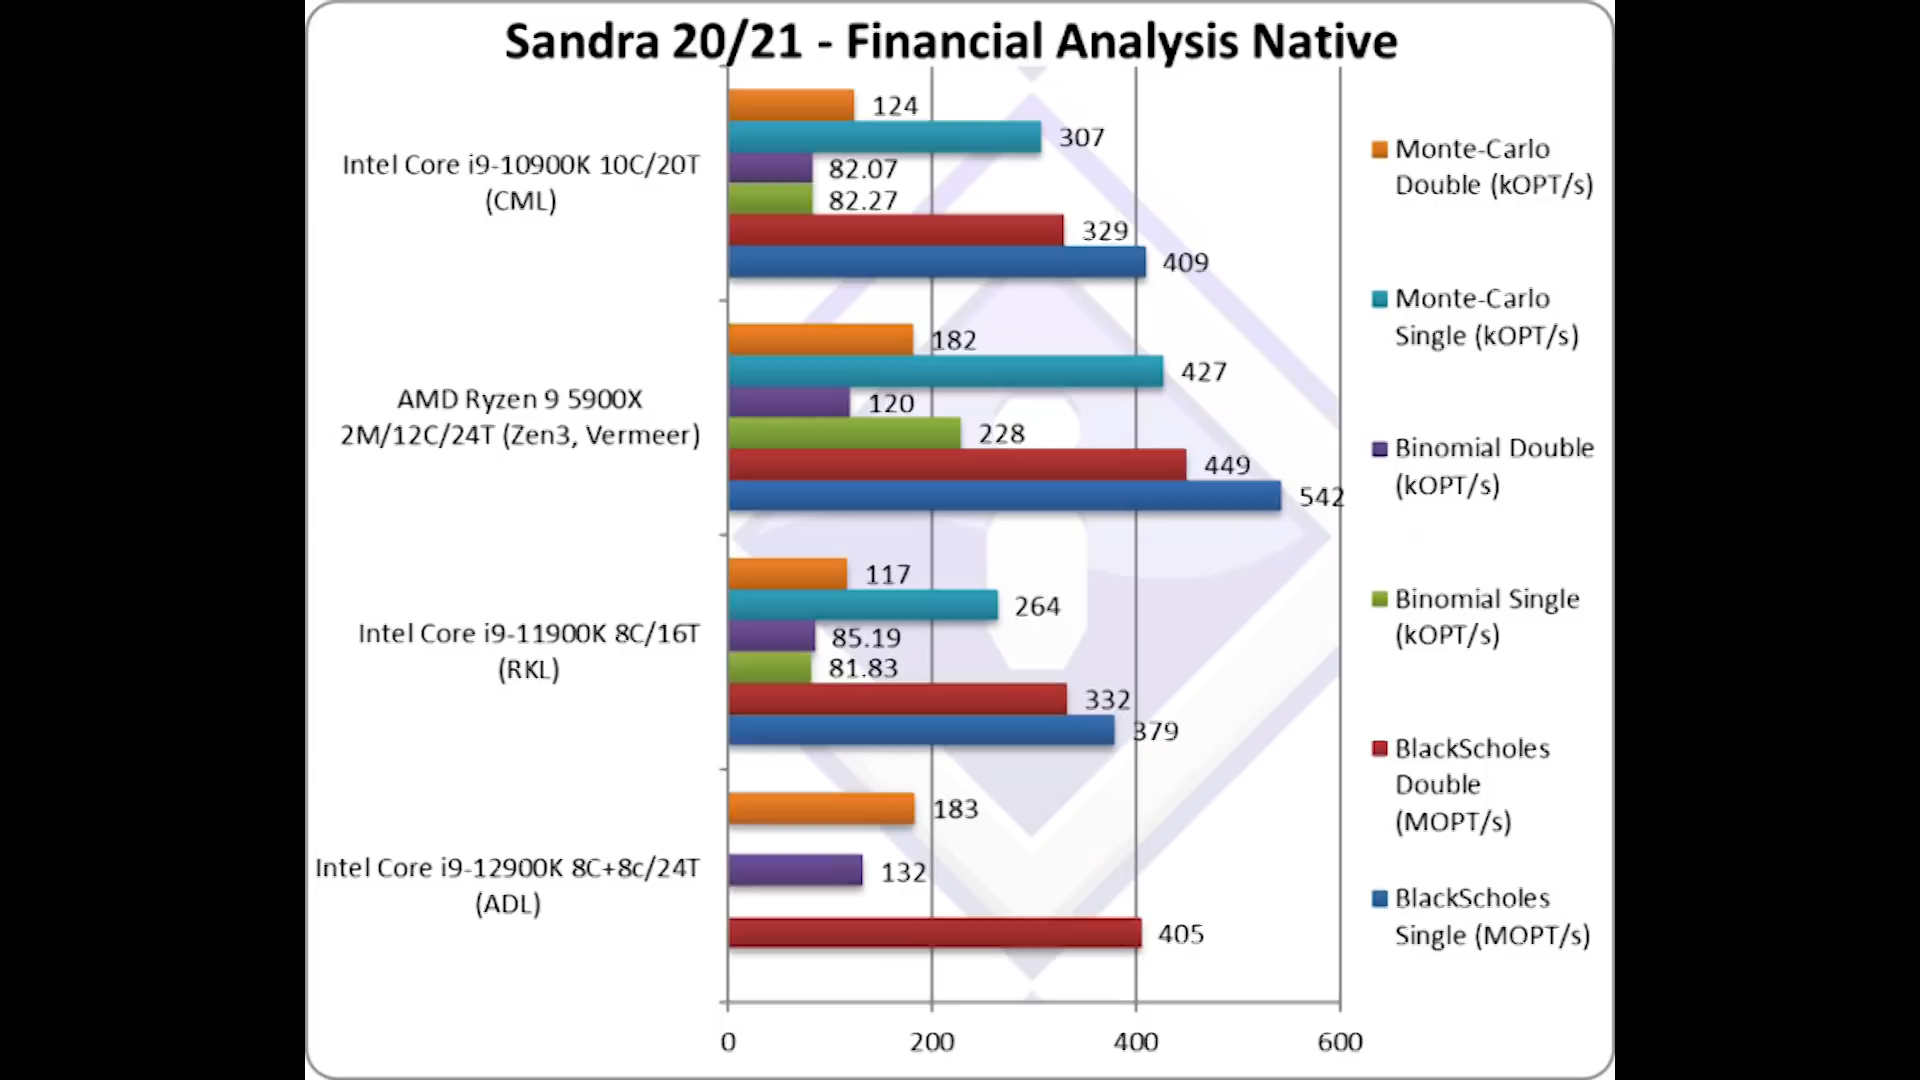 Sandra 20/21 - Financial Analysis Native
Intel Core i9-10900K 10C/20T
(CML)
124
307
82.07
82.27
329
409
AMD Ryzen 9 5900X
2M/12C/24T (Zen3, Vermeer)
182
427
120
228
449
542
Intel Core i9-11900K 8C/16T
(RKL)
117
264
85.19
81.83
332
379
Intel Core i9-12900K 8C+8c/24T
(ADL)
183
132
405
0
200
400
600
Monte-Carlo
Double (kOPT/s)
Monte-Carlo
Single (kOPT/s)
Binomial Double
(kOPT/s)
Binomial Single
(kOPT/s)
BlackScholes
Double
(MOPT/s)
BlackScholes
Single (MOPT/s)